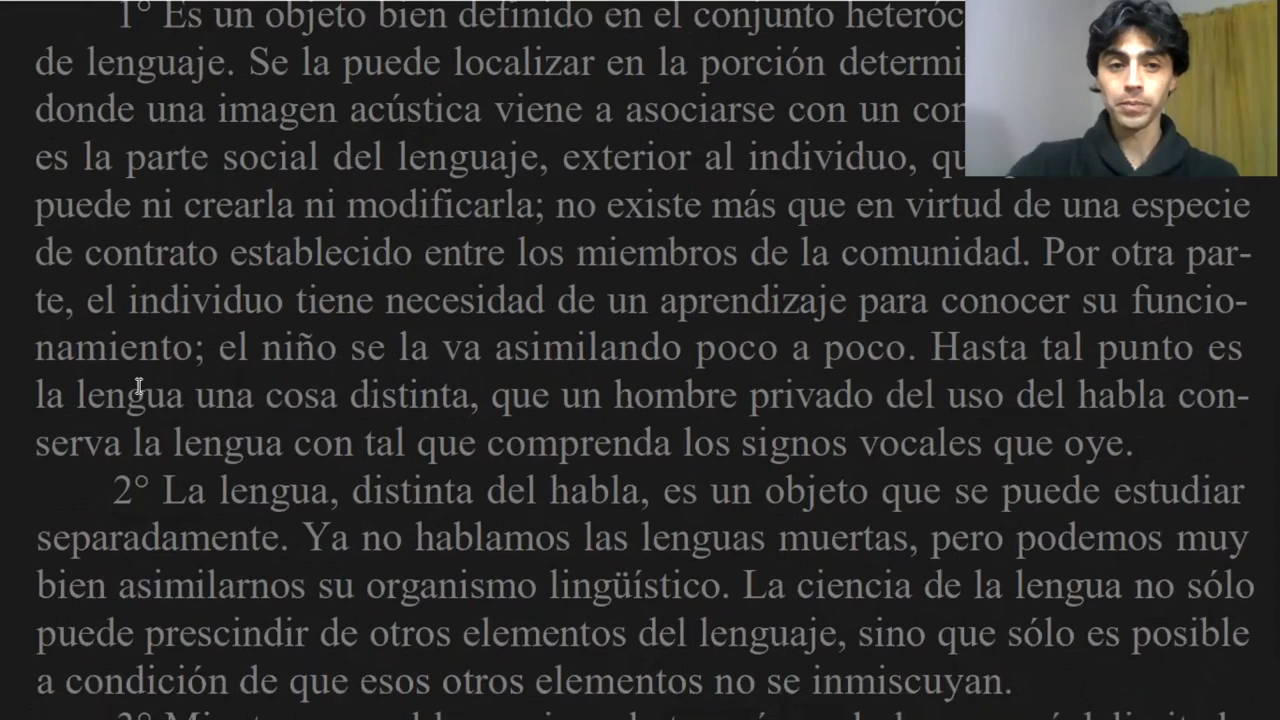 1° Es un objeto bien definido en el conjunto
de lenguaje. Se la puede localizar en la porción
donde una imagen acústica viene a asociarse con un
es la parte social del lenguaje, exterior al individuo,
puede ni crearla ni modificarla; no existe más que en virtud de una especie
de contrato establecido entre los miembros de la comunidad. Por otra par-
te, el individuo tiene necesidad de un aprendizaje para conocer su funcio-
namiento; el niño se la va asimilando poco a poco. Hasta tal punto es
la lengua una cosa distinta, que un hombre privado del uso del habla con-
serva la lengua con tal que comprenda los signos vocales que oye.
2° La lengua, distinta del habla, es un objeto que se puede estudiar
separadamente. Ya no hablamos las lenguas muertas, pero podemos muy
bien asimilarnos su organismo lingüístico. La ciencia de la lengua no sólo
puede prescindir de otros elementos del lenguaje, sino que sólo es posible
a condición de que esos otros elementos no se inmiscuyan.